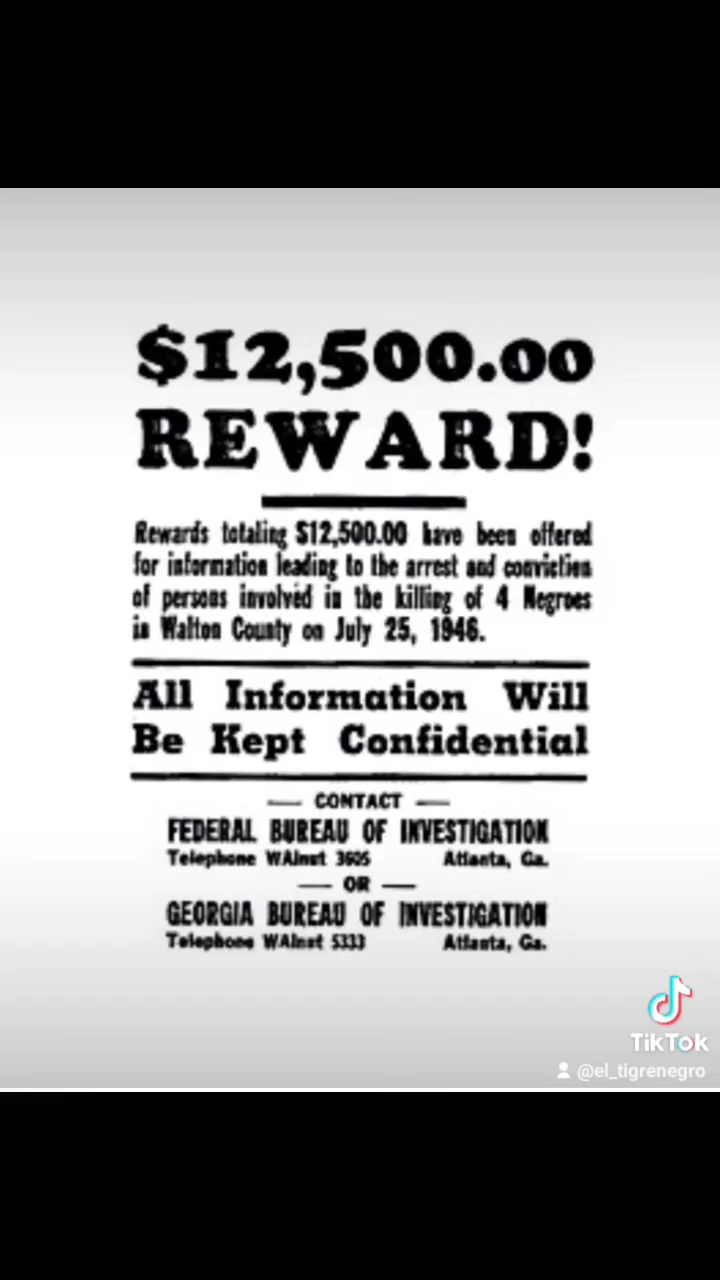 $12,500.00
REWARD!
Rewards totaling $12,500.00 have been offered
for information leading to the arrest and conviction
of persons involved in the killing of 4 Negroes
in Walton County on July 25, 1946.
All Information Will
Be Kept Confidential
CONTACT
FEDERAL BUREAU OF INVESTIGATION
Telephone WAlnut 3605 Atlanta, Ga.
OR
GEORGIA BUREAU OF INVESTIGATION
Telephone WAlnut 5333 Atlanta, Ga.
TikTok
@el_tigrenegro